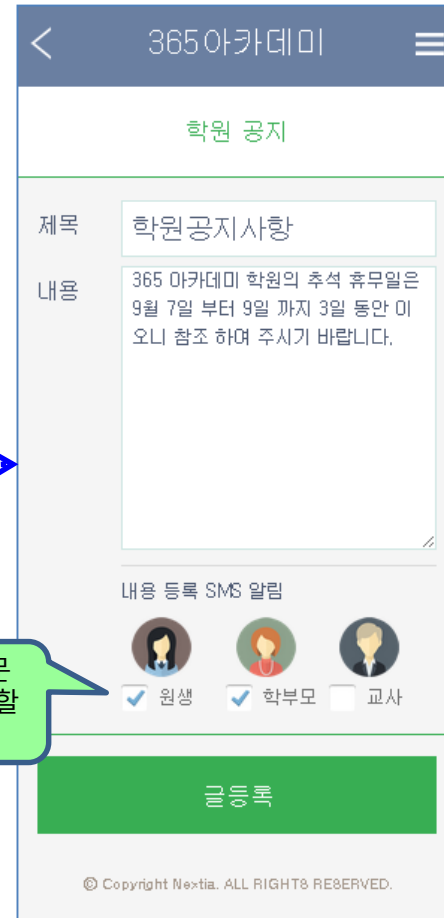 365아카데미
학원 공지
제목
학원공지사항
내용
365 아카데미 학원의 추석 휴무일은
9월 7일 부터 9일 까지 3일 동안 이
오니 참조 하여 주시기 바랍니다.
내용 등록 SMS 알림
원생 학부모 교사
할
글등록
© Copyright Nextia. ALL RIGHTS RESERVED.